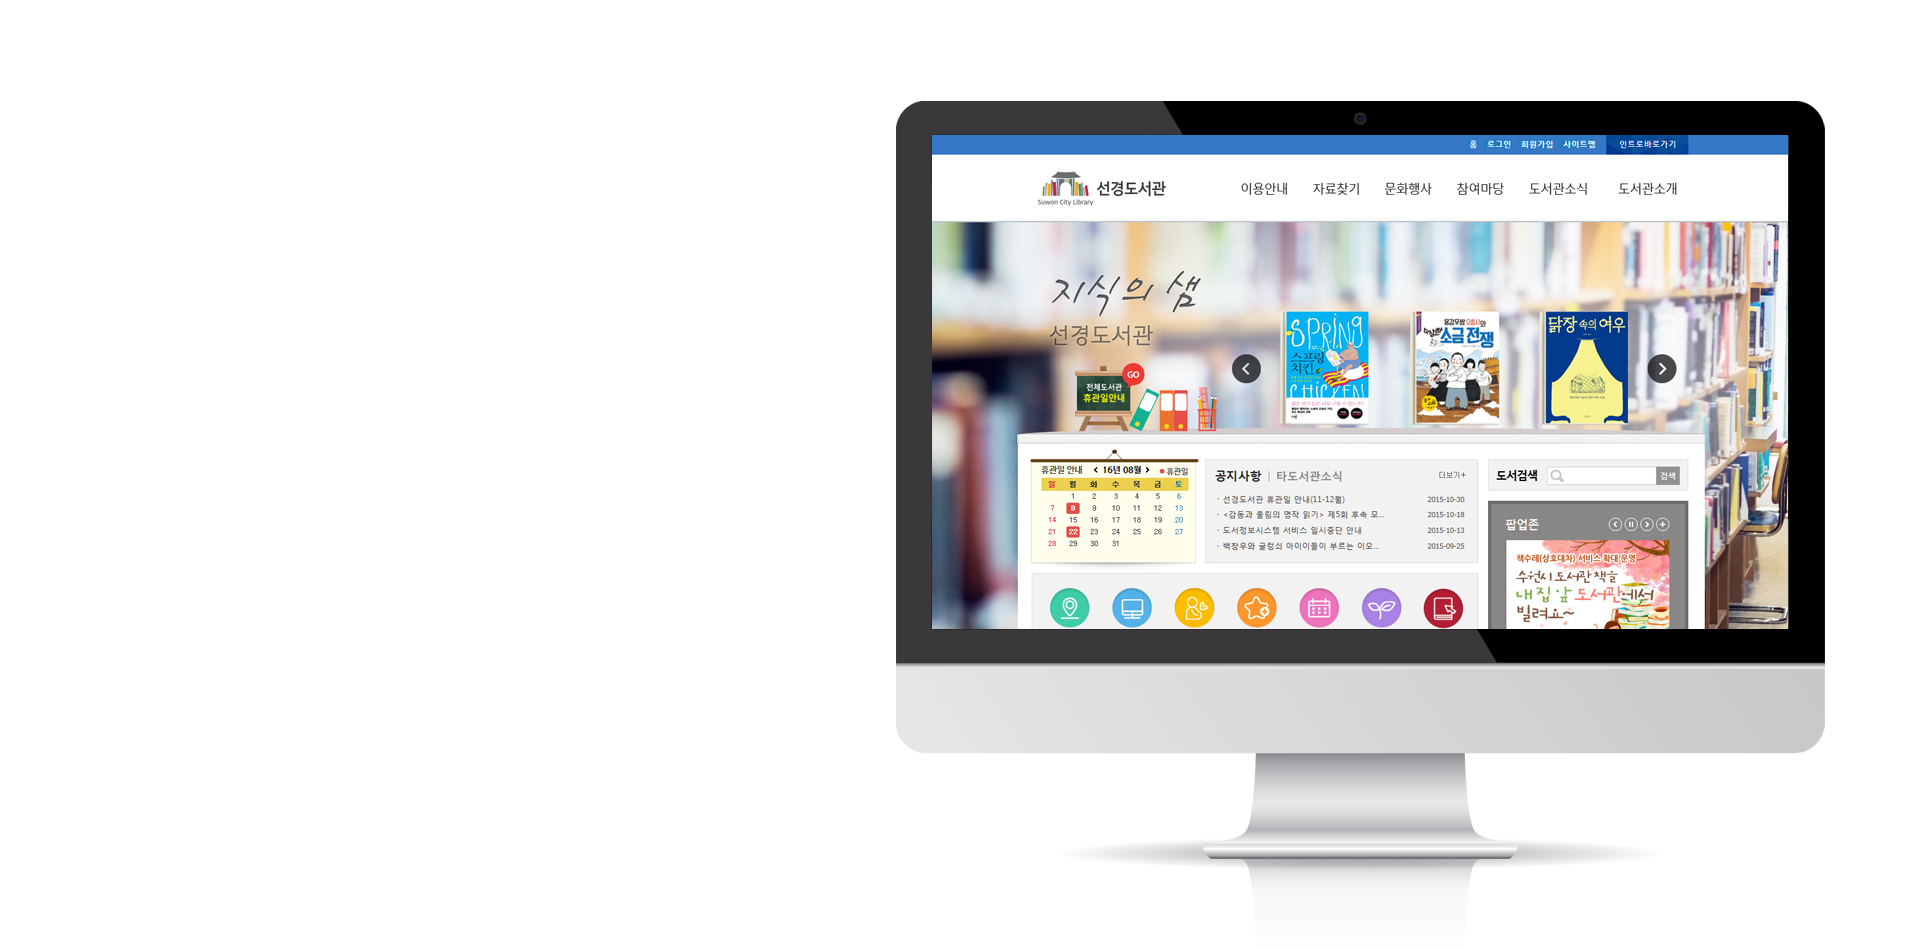 홈 로그인 회원가입 사이트맵 인트로바로가기
Suwon City Library
선경도서관
이용안내 자료찾기 문화행사 참여마당 도서관소식 도서관소개
지식의 샘
선경도서관
전체도서관
휴관일안내
GO
SPRING
스프링
치킨
CHICKEN
소금 전쟁
닭장 속의 여우
휴관일 안내 16년 08월 휴관일
일 월 화 수 목 금 토
1 2 3 4 5 6
7 8 9 10 11 12 13
14 15 16 17 18 19 20
21 22 23 24 25 26 27
28 29 30 31
공지사항 | 타도서관소식 더보기+
· 선경도서관 휴관일 안내(11-12월) 2015-10-30
· <감동과 울림의 명작 읽기> 제5회 후속 모... 2015-10-18
· 도서정보시스템 서비스 일시중단 안내 2015-10-13
· 백창우와 굴렁쇠 아이이들이 부르는 이오... 2015-09-25
도서검색 검색
팝업존
책수레(상호대차) 서비스 확대 운영
수원시 도서관 책을
내 집 앞 도서관에서
빌려요~